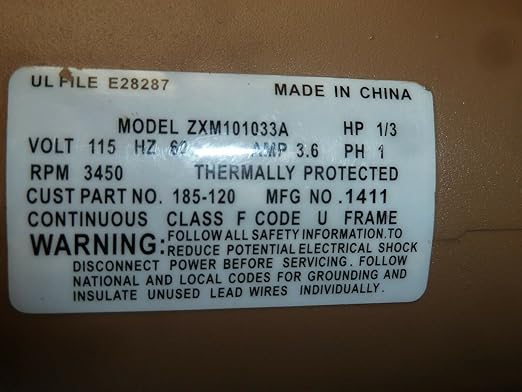 UL FILE E28287 MADE IN CHINA
MODEL ZXM101033A HP 1/3
VOLT 115 HZ 60 AMP 3.6 PH 1
RPM 3450 THERMALLY PROTECTED
CUST PART NO. 185-120 MFG NO .1411
CONTINUOUS CLASS F CODE U FRAME
WARNING: FOLLOW ALL SAFETY INFORMATION.TO
REDUCE POTENTIAL ELECTRICAL SHOCK
DISCONNECT POWER BEFORE SERVICING. FOLLOW
NATIONAL AND LOCAL CODES FOR GROUNDING AND
INSULATE UNUSED LEAD WIRES INDIVIDUALLY.